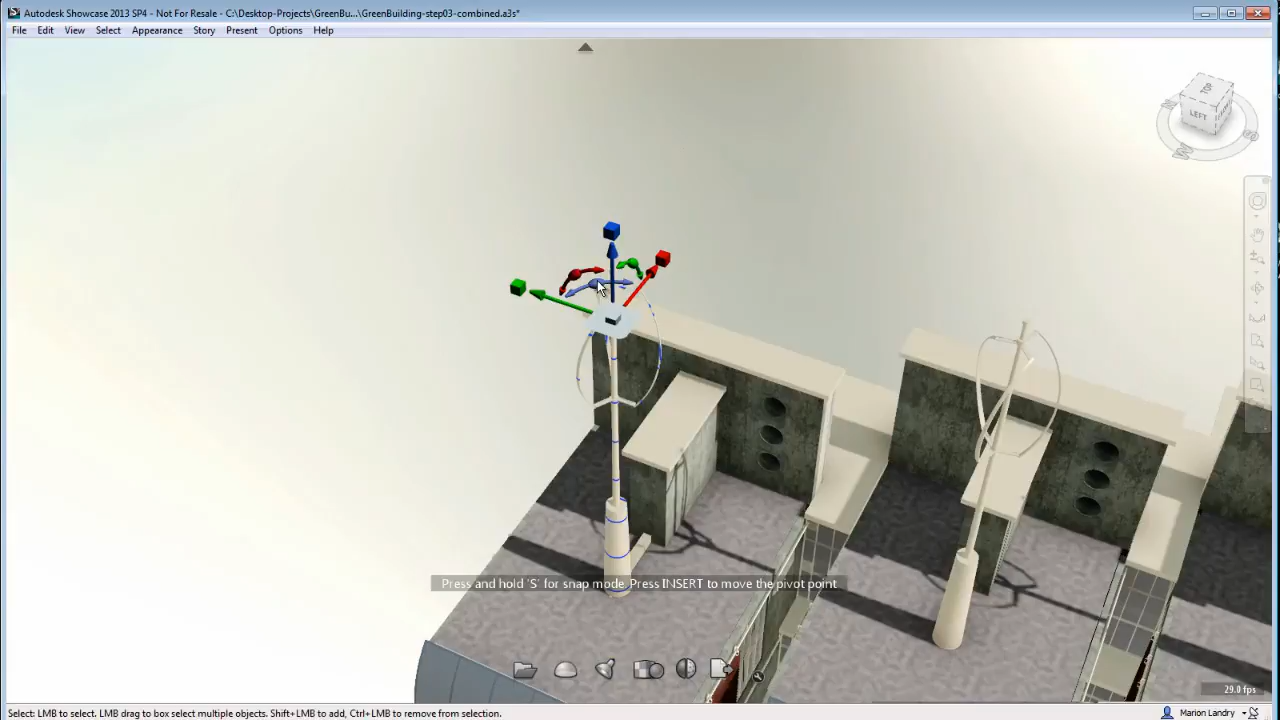 Autodesk Showcase 2013 SP4 - Not For Resale - C:\Desktop-Projects\GreenBu...\GreenBuilding-step03-combined.a3s*
File Edit View Select Appearance Story Present Options Help
TOP
LEFT
W
Press and hold 'S' for snap mode. Press INSERT to move the pivot point
29.0 fps
Select: LMB to select. LMB drag to box select multiple objects. Shift+LMB to add, Ctrl+LMB to remove from selection.
Marion Landry